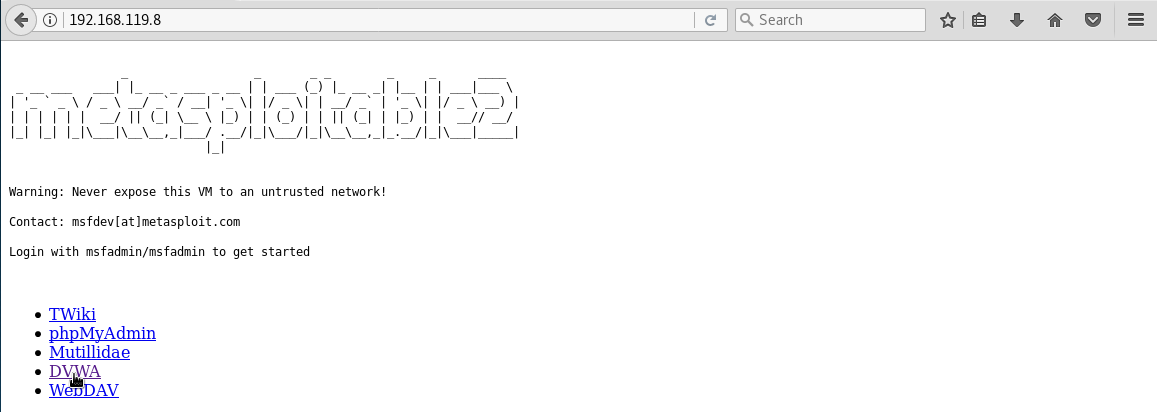 192.168.119.8
Search
metasploitable2
Warning: Never expose this VM to an untrusted network!
Contact: msfdev[at]metasploit.com
Login with msfadmin/msfadmin to get started
TWiki
phpMyAdmin
Mutillidae
DVWA
WebDAV